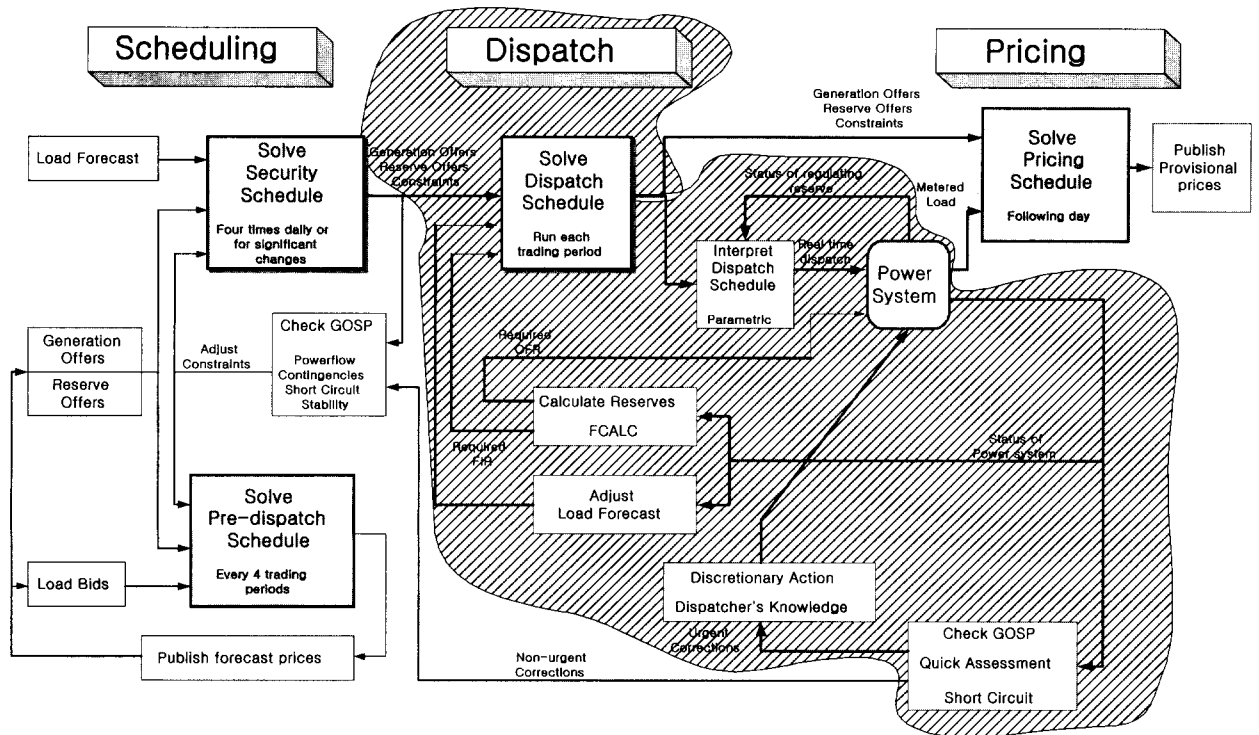 Scheduling
Dispatch
Pricing
Load Forecast
Solve
Security
Schedule
Four times daily or
for significant
changes
Generation Offers
Reserve Offers
Constraints
Solve
Dispatch
Schedule
Run each
trading period
Generation Offers
Reserve Offers
Constraints
Solve
Pricing
Schedule
Following day
Publish
Provisional
prices
Status of regulating
reserve
Metered
Load
Interpret
Dispatch
Schedule
Parametric
Real time
dispatch
Power
System
Generation
Offers
Reserve
Offers
Adjust
Constraints
Check GOSP
Powerflow
Contingencies
Short Circuit
Stability
Required
Calculate Reserves
FCALC
Required
FIR
Status of
Power system
Adjust
Load Forecast
Solve
Pre-dispatch
Schedule
Every 4 trading
periods
Load Bids
Publish forecast prices
Discretionary Action
Dispatcher's Knowledge
Urgent
Corrections
Non-urgent
Corrections
Check GOSP
Quick Assessment
Short Circuit